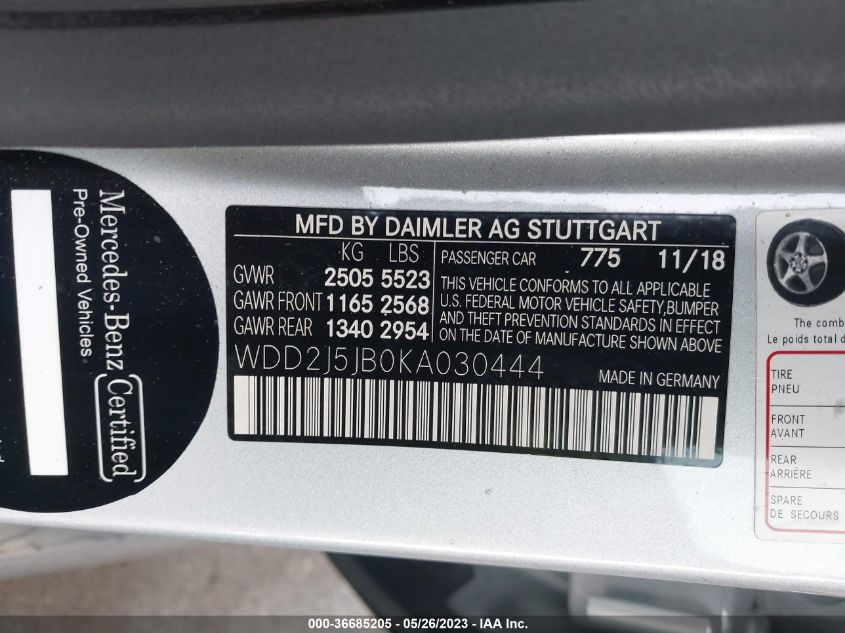 Mercedes-Benz Certified
Pre-Owned Vehicles
MFD BY DAIMLER AG STUTTGART
KG LBS
GVWR 2505 5523
GAWR FRONT 1165 2568
GAWR REAR 1340 2954
PASSENGER CAR 775 11/18
THIS VEHICLE CONFORMS TO ALL APPLICABLE
U.S. FEDERAL MOTOR VEHICLE SAFETY,BUMPER
AND THEFT PREVENTION STANDARDS IN EFFECT
ON THE DATE OF MANUFACTURE SHOWN ABOVE
WDD2J5JB0KA030444
MADE IN GERMANY
The comb
Le poids total d
TIRE
PNEU
FRONT
AVANT
REAR
ARRIÈRE
SPARE
DE SECOURS
000-36685205 - 05/26/2023 - IAA Inc.